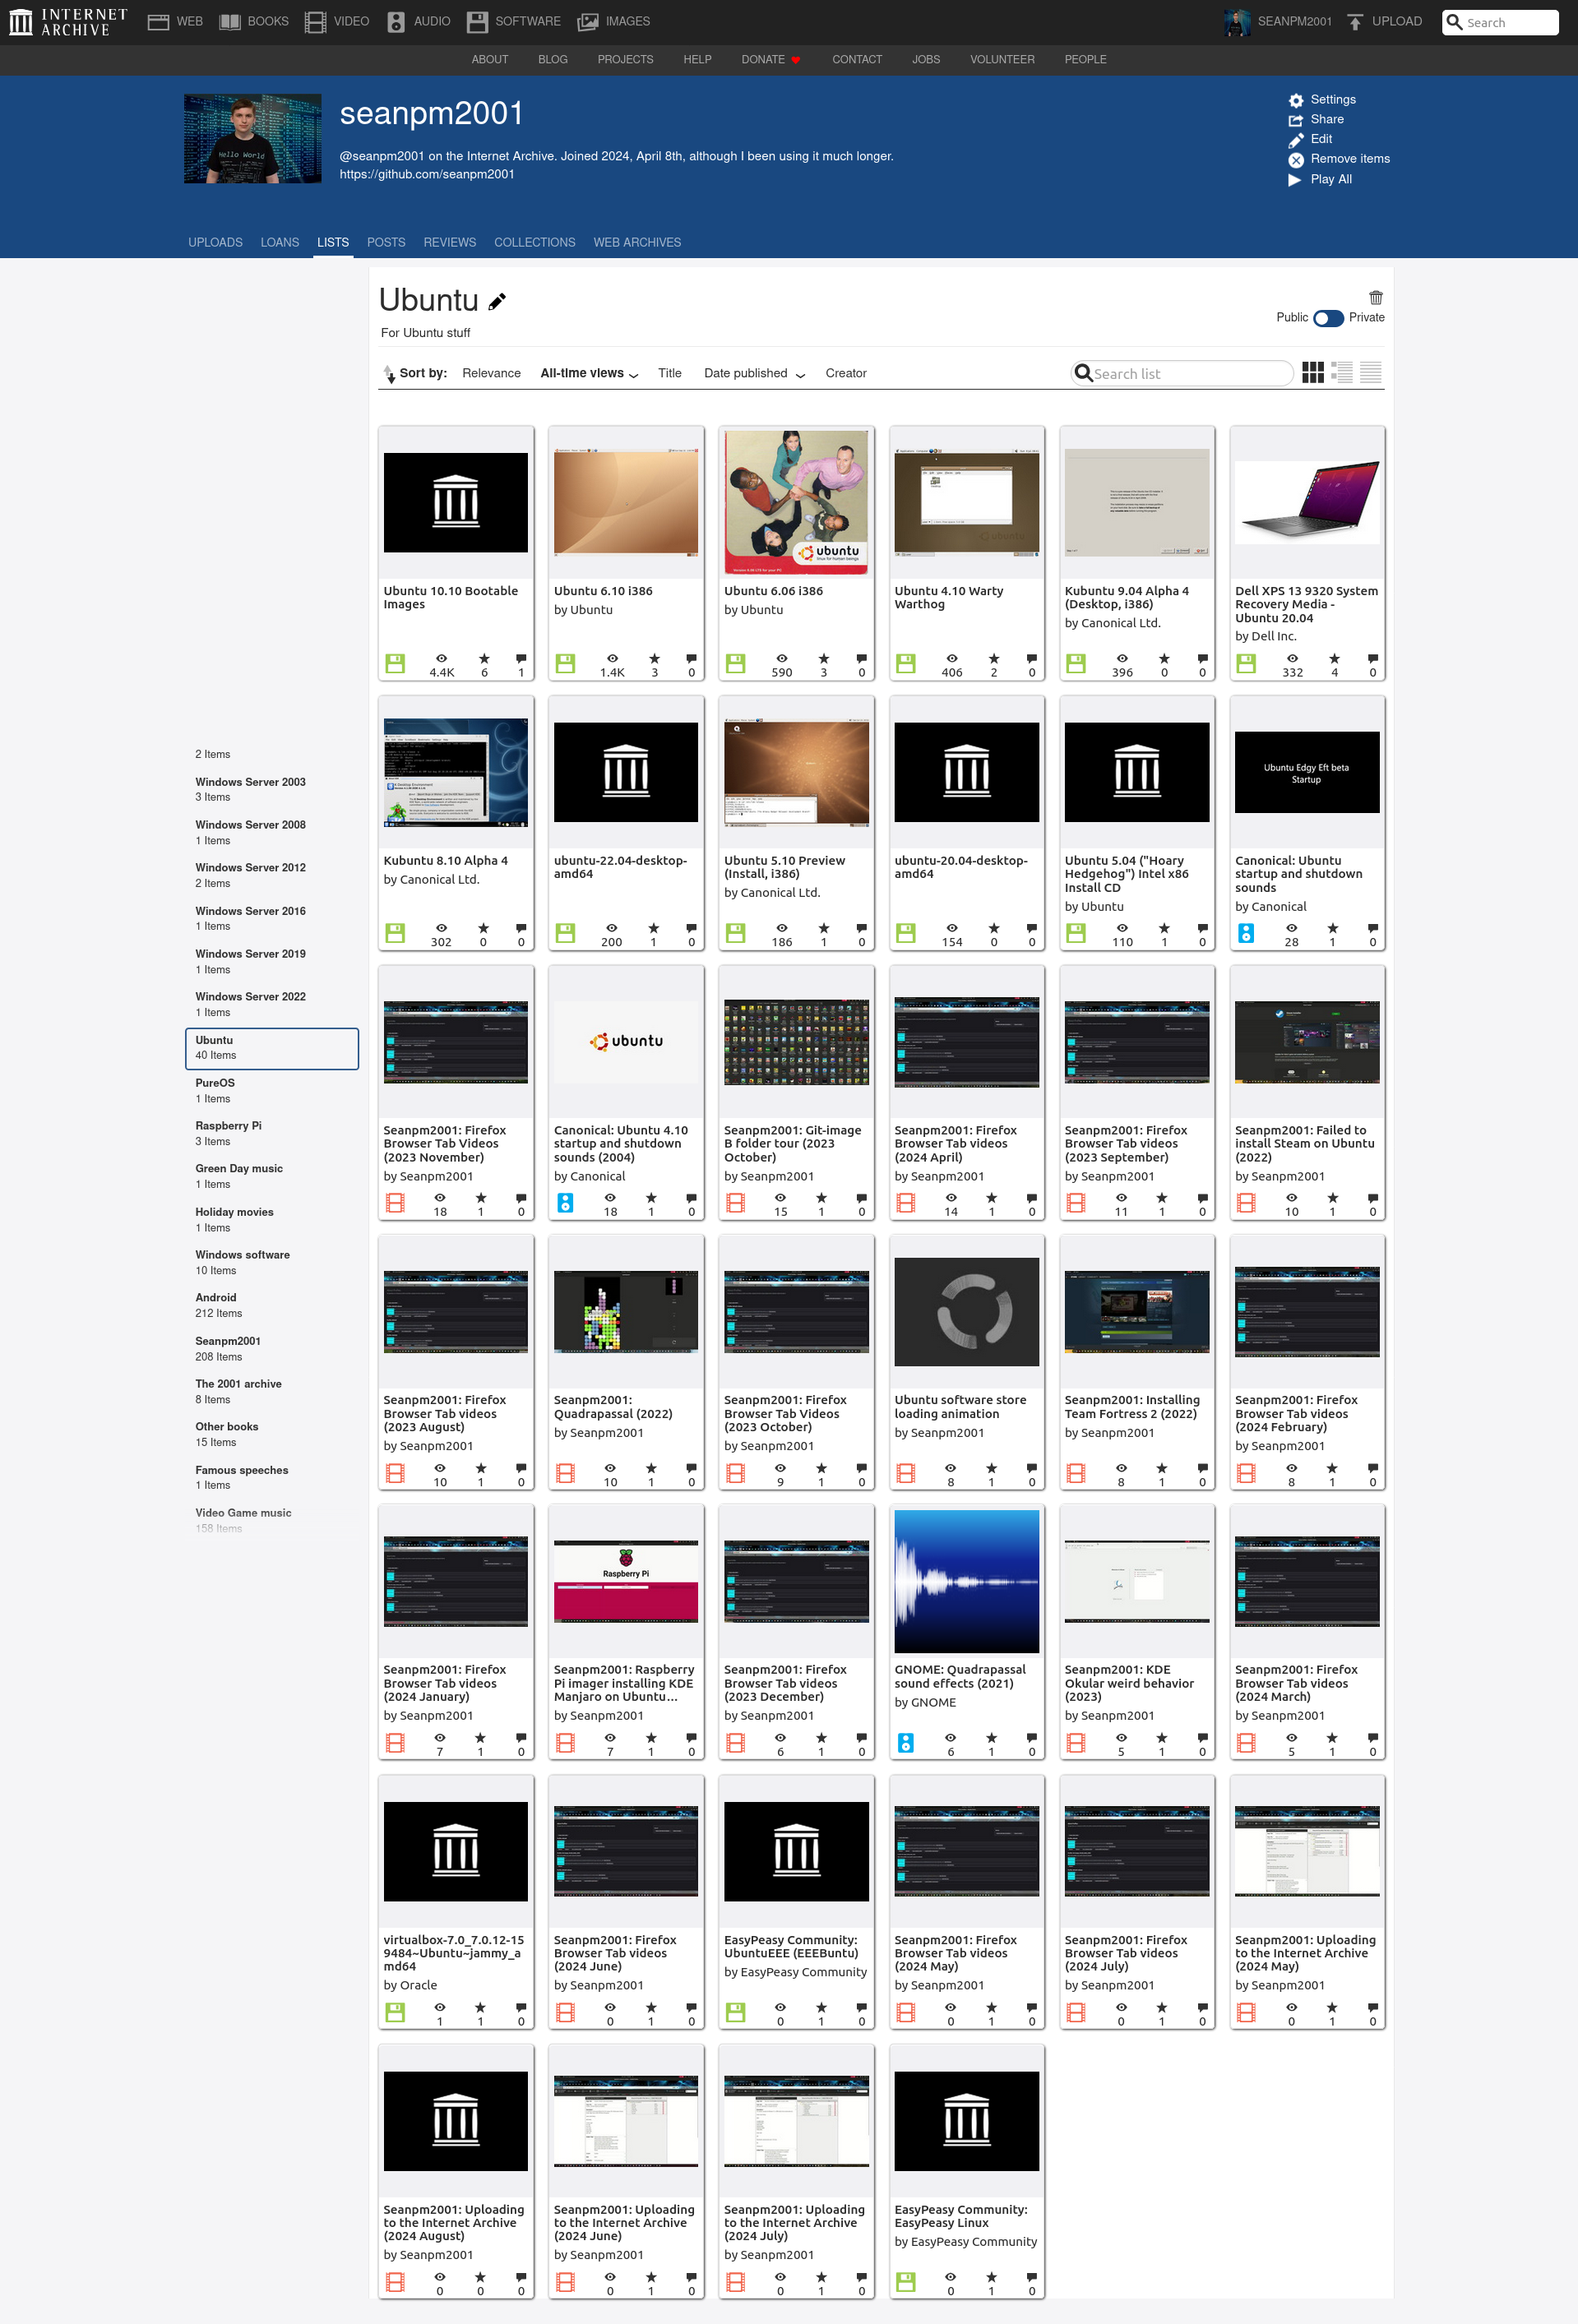 INTERNET ARCHIVE
WEB BOOKS VIDEO AUDIO SOFTWARE IMAGES
SEANPM2001 UPLOAD Search
ABOUT BLOG PROJECTS HELP DONATE CONTACT JOBS VOLUNTEER PEOPLE
Hello World
seanpm2001
@seanpm2001 on the Internet Archive. Joined 2024, April 8th, although I been using it much longer.
https://github.com/seanpm2001
Settings
Share
Edit
Remove items
Play All
UPLOADS LOANS LISTS POSTS REVIEWS COLLECTIONS WEB ARCHIVES
2 Items
Windows Server 2003
3 Items
Windows Server 2008
1 Items
Windows Server 2012
2 Items
Windows Server 2016
1 Items
Windows Server 2019
1 Items
Windows Server 2022
1 Items
Ubuntu
40 Items
PureOS
1 Items
Raspberry Pi
3 Items
Green Day music
1 Items
Holiday movies
1 Items
Windows software
10 Items
Android
212 Items
Seanpm2001
208 Items
The 2001 archive
8 Items
Other books
15 Items
Famous speeches
1 Items
Video Game music
158 Items
Ubuntu
For Ubuntu stuff
Public Private
Sort by: Relevance All-time views Title Date published Creator
Search list
Ubuntu 10.10 Bootable
Images
4.4K 6 1
Ubuntu 6.10 i386
by Ubuntu
1.4K 3 0
ubuntu
linux for human beings
Ubuntu 6.06 i386
by Ubuntu
590 3 0
ubuntu
Ubuntu 4.10 Warty
Warthog
406 2 0
Kubuntu 9.04 Alpha 4
(Desktop, i386)
by Canonical Ltd.
396 0 0
Dell XPS 13 9320 System
Recovery Media -
Ubuntu 20.04
by Dell Inc.
332 4 0
Kubuntu 8.10 Alpha 4
by Canonical Ltd.
302 0 0
ubuntu-22.04-desktop-
amd64
200 1 0
Ubuntu 5.10 Preview
(Install, i386)
by Canonical Ltd.
186 1 0
ubuntu-20.04-desktop-
amd64
154 0 0
Ubuntu 5.04 ("Hoary
Hedgehog") Intel x86
Install CD
by Ubuntu
110 1 0
Ubuntu Edgy Eft beta
Startup
Canonical: Ubuntu
startup and shutdown
sounds
by Canonical
28 1 0
Seanpm2001: Firefox
Browser Tab Videos
(2023 November)
by Seanpm2001
18 1 0
ubuntu
Canonical: Ubuntu 4.10
startup and shutdown
sounds (2004)
by Canonical
18 1 0
Seanpm2001: Git-image
B folder tour (2023
October)
by Seanpm2001
15 1 0
Seanpm2001: Firefox
Browser Tab videos
(2024 April)
by Seanpm2001
14 1 0
Seanpm2001: Firefox
Browser Tab videos
(2023 September)
by Seanpm2001
11 1 0
Seanpm2001: Failed to
install Steam on Ubuntu
(2022)
by Seanpm2001
10 1 0
Seanpm2001: Firefox
Browser Tab videos
(2023 August)
by Seanpm2001
10 1 0
Seanpm2001:
Quadrapassal (2022)
by Seanpm2001
10 1 0
Seanpm2001: Firefox
Browser Tab Videos
(2023 October)
by Seanpm2001
9 1 0
Ubuntu software store
loading animation
by Seanpm2001
8 1 0
Seanpm2001: Installing
Team Fortress 2 (2022)
by Seanpm2001
8 1 0
Seanpm2001: Firefox
Browser Tab videos
(2024 February)
by Seanpm2001
8 1 0
Seanpm2001: Firefox
Browser Tab videos
(2024 January)
by Seanpm2001
7 1 0
Raspberry Pi
Seanpm2001: Raspberry
Pi imager installing KDE
Manjaro on Ubuntu...
by Seanpm2001
7 1 0
Seanpm2001: Firefox
Browser Tab videos
(2023 December)
by Seanpm2001
6 1 0
GNOME: Quadrapassal
sound effects (2021)
by GNOME
6 1 0
Seanpm2001: KDE
Okular weird behavior
(2023)
by Seanpm2001
5 1 0
Seanpm2001: Firefox
Browser Tab videos
(2024 March)
by Seanpm2001
5 1 0
virtualbox-7.0_7.0.12-15
9484~Ubuntu~jammy_a
md64
by Oracle
1 1 0
Seanpm2001: Firefox
Browser Tab videos
(2024 June)
by Seanpm2001
0 1 0
EasyPeasy Community:
UbuntuEEE (EEEBuntu)
by EasyPeasy Community
0 1 0
Seanpm2001: Firefox
Browser Tab videos
(2024 May)
by Seanpm2001
0 1 0
Seanpm2001: Firefox
Browser Tab videos
(2024 July)
by Seanpm2001
0 1 0
Seanpm2001: Uploading
to the Internet Archive
(2024 May)
by Seanpm2001
0 1 0
Seanpm2001: Uploading
to the Internet Archive
(2024 August)
by Seanpm2001
0 0 0
Seanpm2001: Uploading
to the Internet Archive
(2024 June)
by Seanpm2001
0 1 0
Seanpm2001: Uploading
to the Internet Archive
(2024 July)
by Seanpm2001
0 1 0
EasyPeasy Community:
EasyPeasy Linux
by EasyPeasy Community
0 1 0